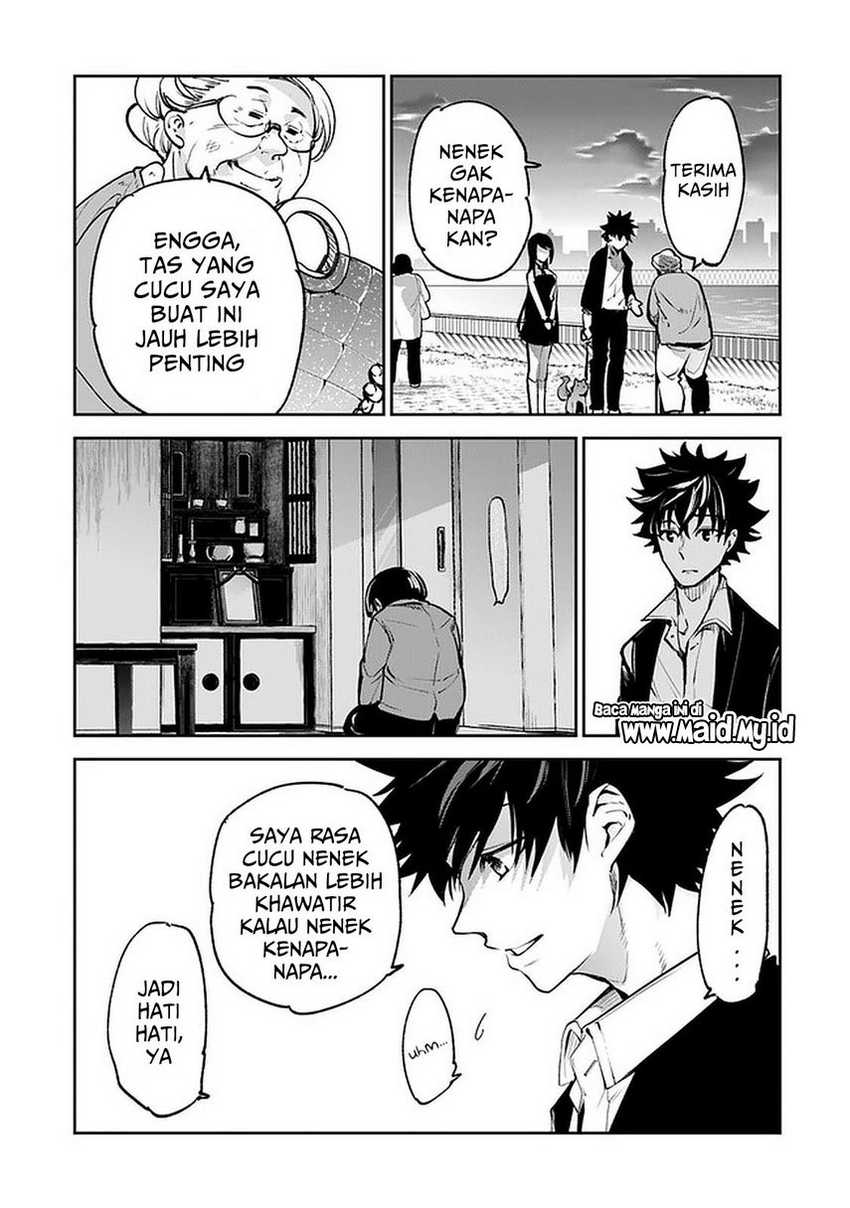 TERIMA
KASIH
NENEK
GAK
KENAPA-
NAPA
KAN?
ENGGA,
TAS YANG
CUCU SAYA
BUAT INI
JAUH LEBIH
PENTING
Baca Manga ini di
www.Maid.My.id
NENEK
...
SAYA RASA
CUCU NENEK
BAKALAN LEBIH
KHAWATIR
KALAU NENEK
KENAPA-
NAPA...
uhm...
JADI
HATI
HATI,
YA